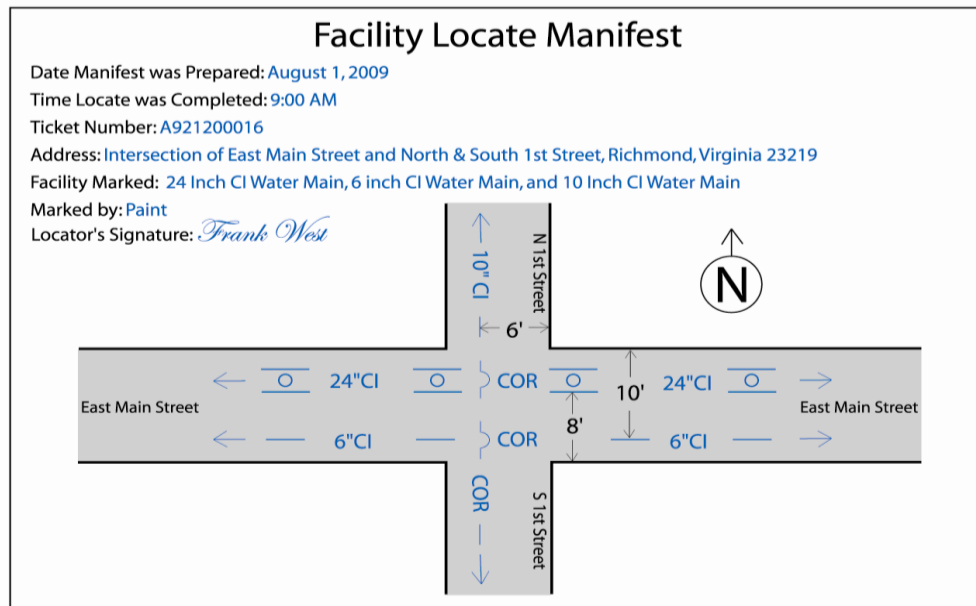 Facility Locate Manifest
Date Manifest was Prepared: August 1, 2009
Time Locate was Completed: 9:00 AM
Ticket Number: A921200016
Address: Intersection of East Main Street and North & South 1st Street, Richmond, Virginia 23219
Facility Marked: 24 Inch CI Water Main, 6 inch CI Water Main, and 10 Inch CI Water Main
Marked by: Paint
Locator's Signature: Frank West
10" CI
N 1st Street
N
6'
24"CI
COR
10'
24"CI
East Main Street
East Main Street
8'
6"CI
COR
6"CI
COR
S 1st Street